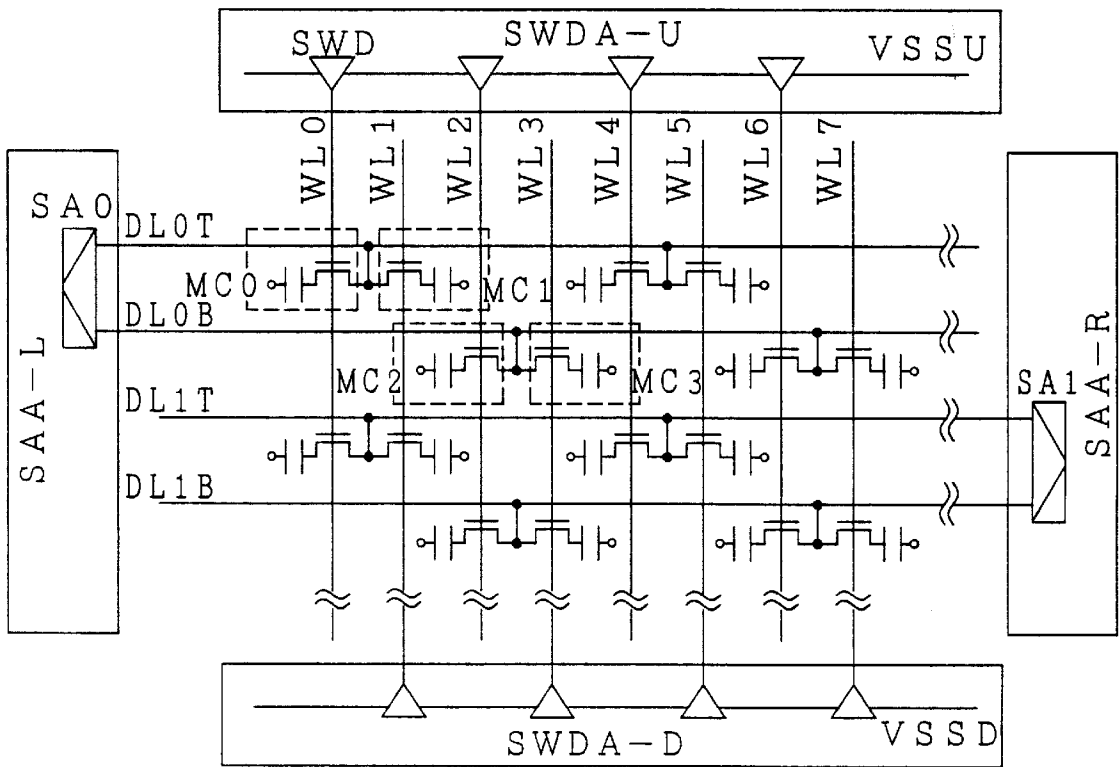 SWD
SWDA-U
VSSU
WL0
WL1
WL2
WL3
WL4
WL5
WL6
WL7
SA0
DL0T
MC0
MC1
DL0B
SAA-L
MC2
MC3
SA1
SAA-R
DL1T
DL1B
SWDA-D
VSSD